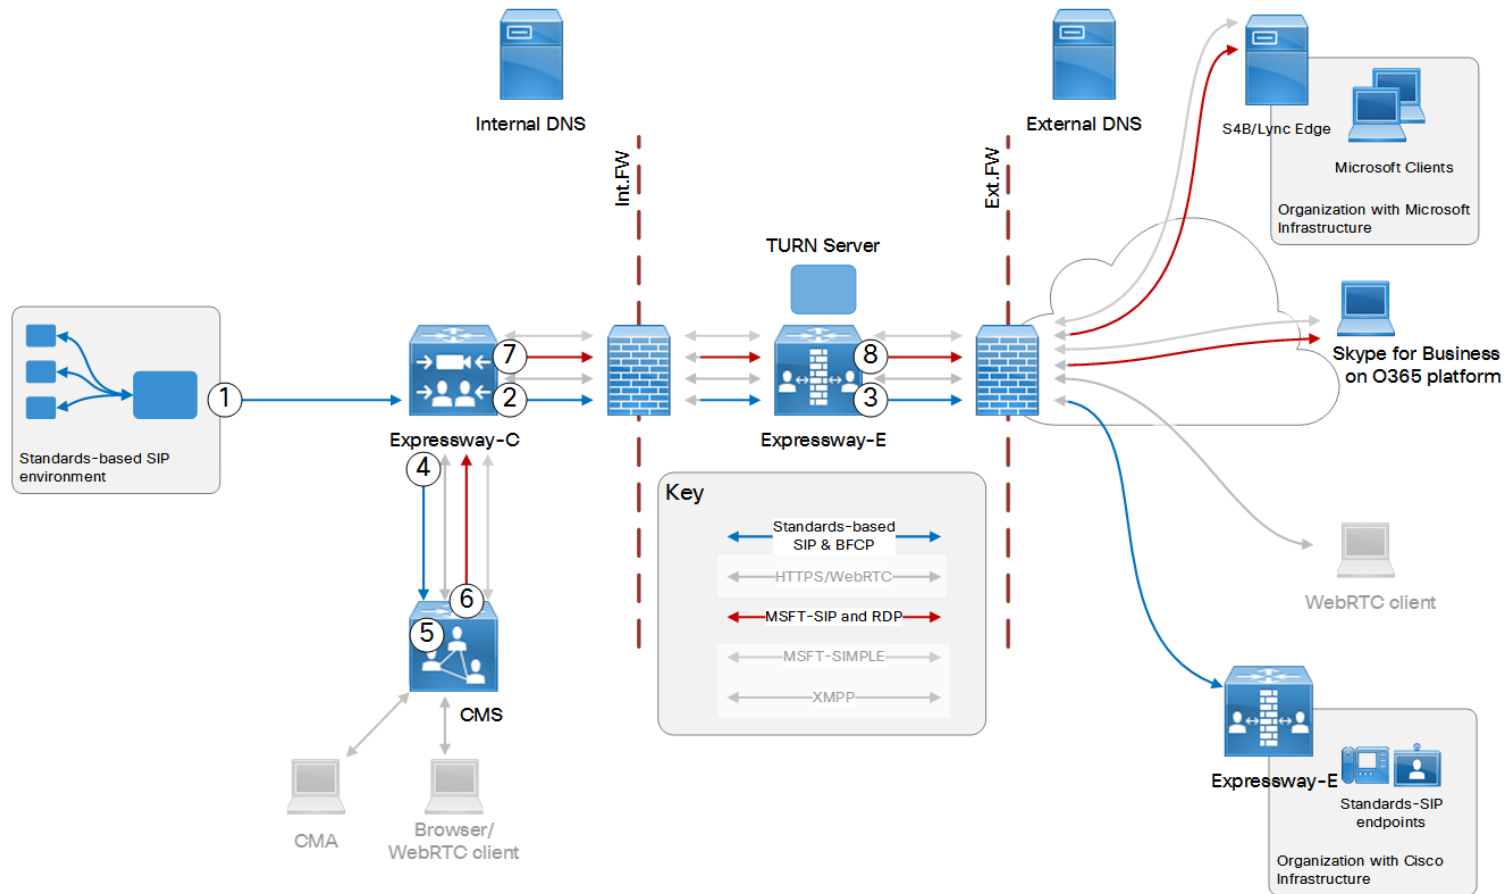 Internal DNS
External DNS
S4B/Lync Edge
Microsoft Clients
Organization with Microsoft
Infrastructure
Int.FW
Ext.FW
TURN Server
7
8
1
2
3
Skype for Business
on O365 platform
Standards-based SIP
environment
Expressway-C
Expressway-E
4
Key
Standards-based
SIP & BFCP
HTTPS/WebRTC
MSFT-SIP and RDP
MSFT-SIMPLE
XMPP
6
5
CMS
WebRTC client
CMA
Browser/
WebRTC client
Expressway-E
Standards-SIP
endpoints
Organization with Cisco
Infrastructure